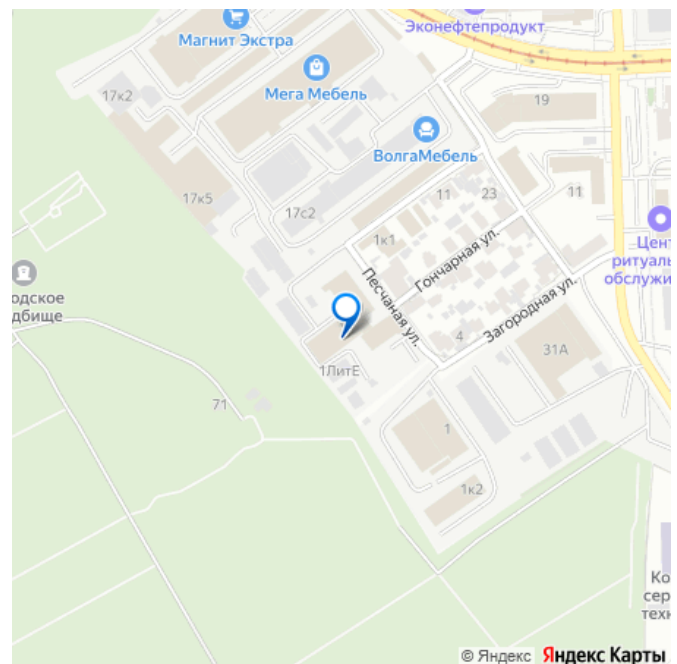 Эконефтепродукт
Магнит Экстра
Мега Мебель
17к2
19
ВолгаМебель
17к5
11
23
11
17с2
1к1
Гончарная ул.
Песчаная ул.
Загородная ул.
Цент
ритуаль
обслужи
одское
дбище
4
31А
1ЛитЕ
71
1
1к2
Ко
сер
техн
© Яндекс Яндекс Карты